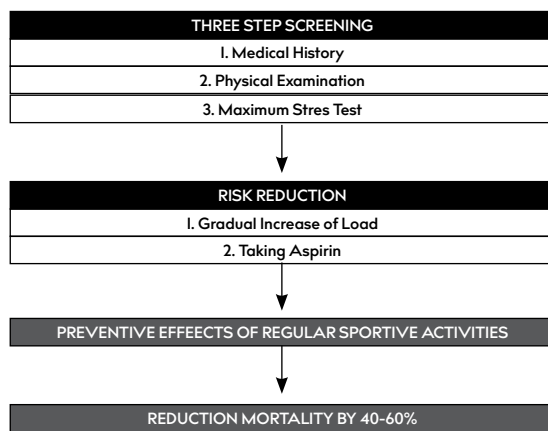 THREE STEP SCREENING
1. Medical History
2. Physical Examination
3. Maximum Stres Test
RISK REDUCTION
1. Gradual Increase of Load
2. Taking Aspirin
PREVENTIVE EFFEECTS OF REGULAR SPORTIVE ACTIVITIES
REDUCTION MORTALITY BY 40-60%